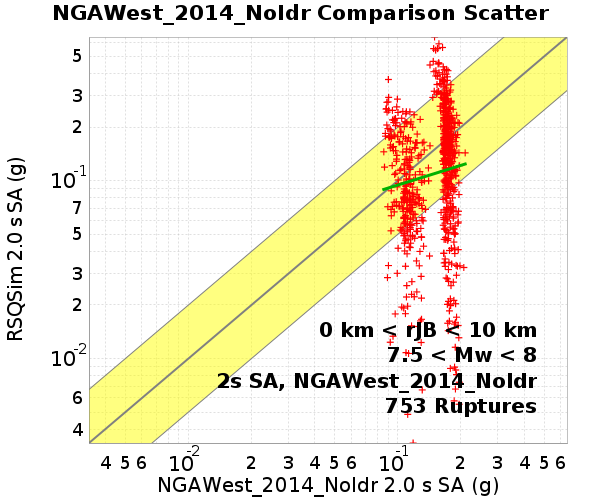 NGAWest_2014_NoIdr Comparison Scatter
RSQSim 2.0 s SA (g)
5
3
2
10-1
7
5
3
2
10-2
6
4
0 km < rJB < 10 km
7.5 < Mw < 8
2s SA, NGAWest_2014_NoIdr
753 Ruptures
4 5 6 10-2 2 3 4 5 6 10-1 2 3 4 5 6
NGAWest_2014_NoIdr 2.0 s SA (g)